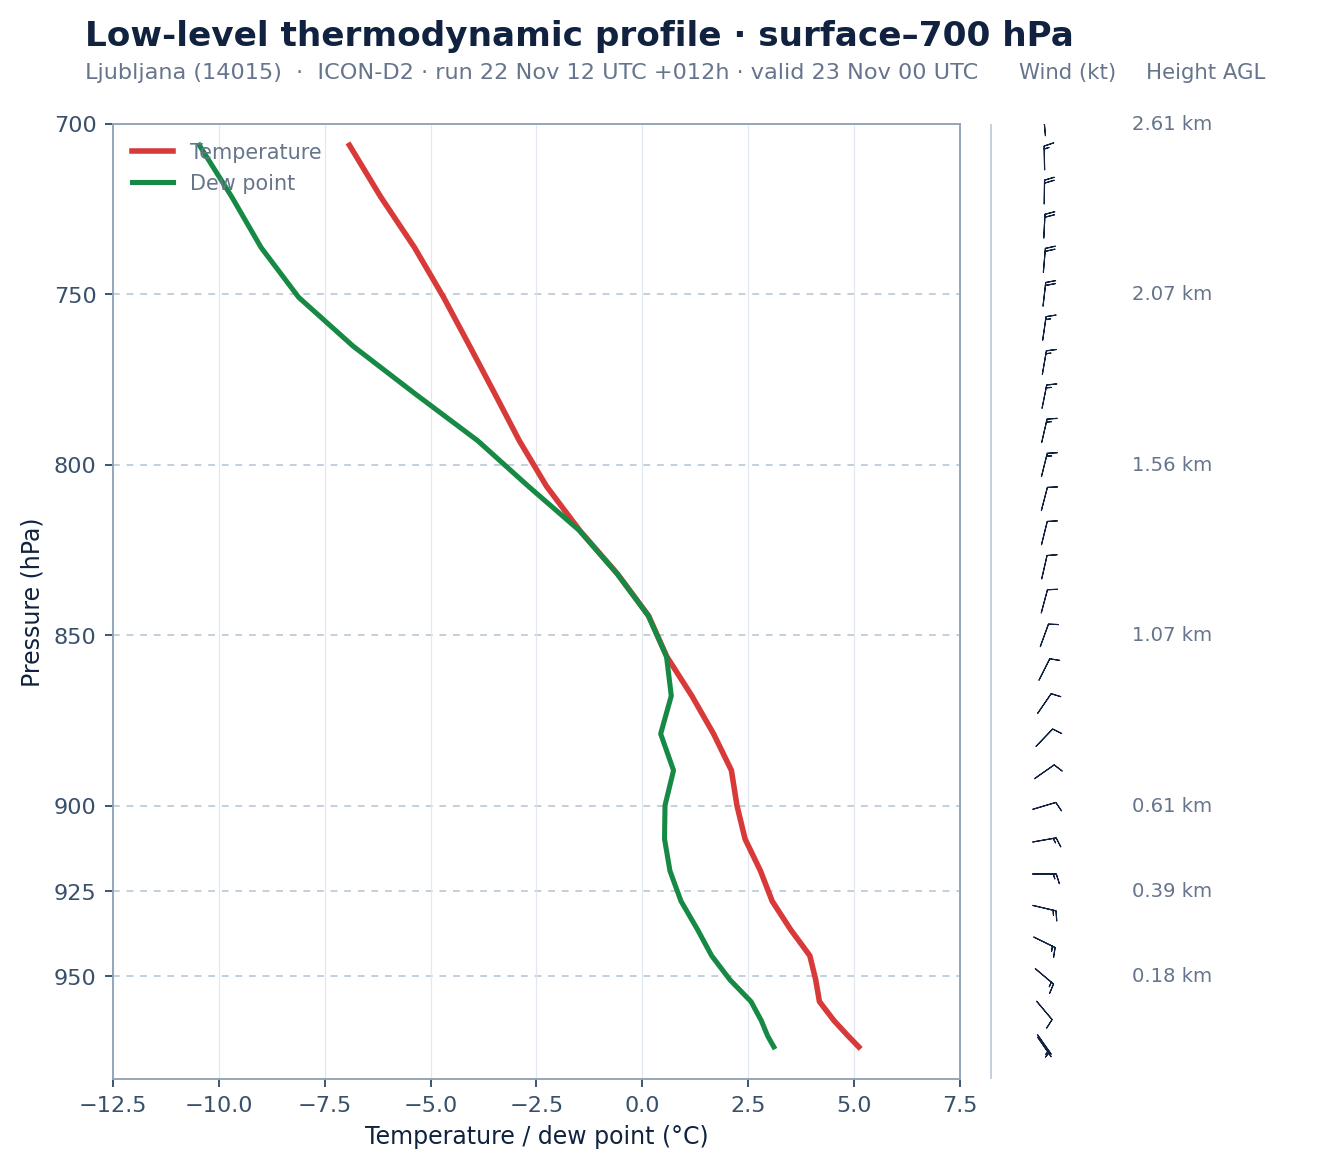 Low-level thermodynamic profile · surface–700 hPa
Ljubljana (14015)  ·  ICON-D2 · run 22 Nov 12 UTC +012h · valid 23 Nov 00 UTC
Wind (kt)
Height AGL
Temperature
Dew point
700
750
800
850
900
925
950
Pressure (hPa)
2.61 km
2.07 km
1.56 km
1.07 km
0.61 km
0.39 km
0.18 km
−12.5
−10.0
−7.5
−5.0
−2.5
0.0
2.5
5.0
7.5
Temperature / dew point (°C)